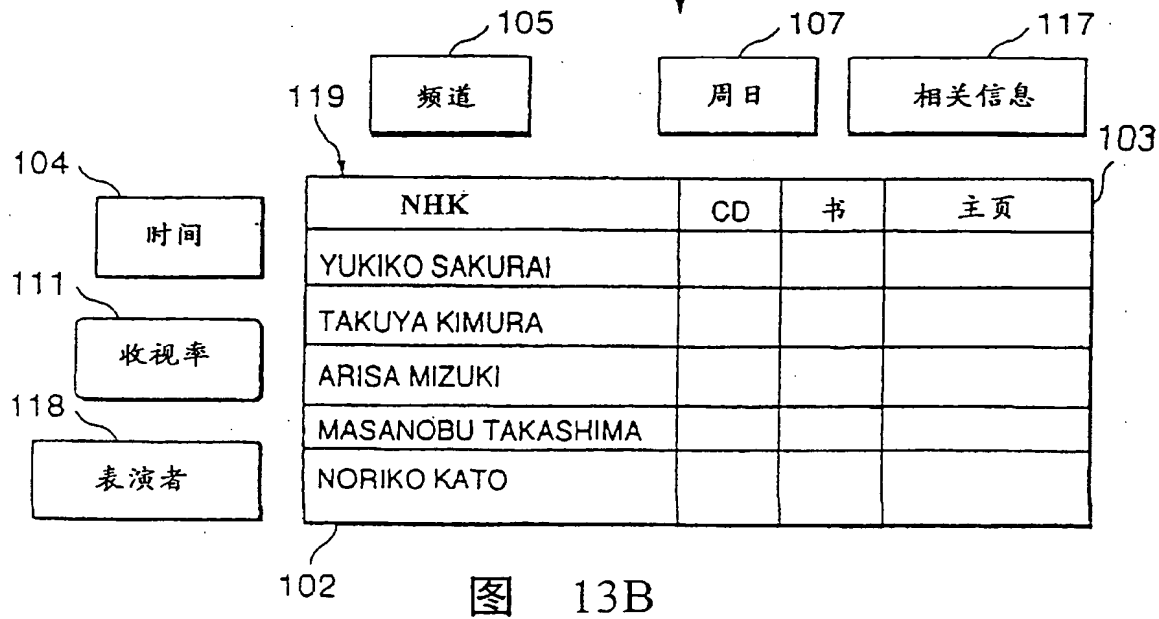 105 107 117
频道 周日 相关信息
119 103
104
NHK CD 书 主页
时间
YUKIKO SAKURAI
111
TAKUYA KIMURA
收视率
ARISA MIZUKI
118
MASANOBU TAKASHIMA
表演者
NORIKO KATO
102
图 13B